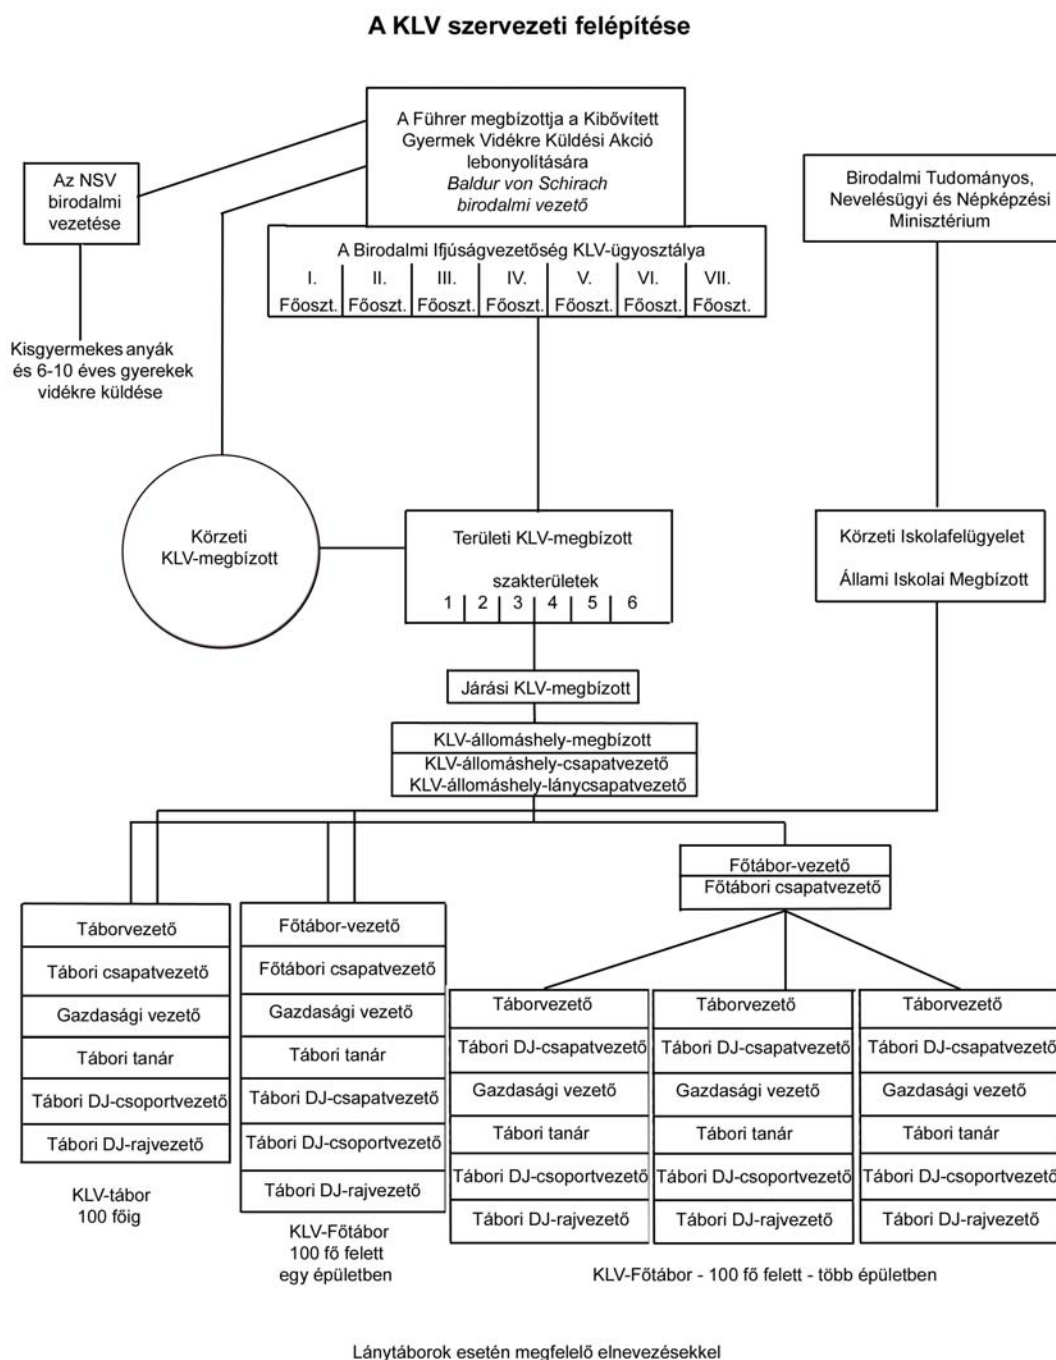 A KLV szervezeti felépítése
A Führer megbízottja a Kibővített
Gyermek Vidékre Küldési Akció
lebonyolítására
Baldur von Schirach
birodalmi vezető
Az NSV
birodalmi
vezetése
Birodalmi Tudományos,
Nevelésügyi és Népképzési
Minisztérium
A Birodalmi Ifjúságvezetőség KLV-ügyosztálya
I. II. III. IV. V. VI. VII.
Főoszt. Főoszt. Főoszt. Főoszt. Főoszt. Főoszt. Főoszt.
Kisgyermekes anyák
és 6-10 éves gyerekek
vidékre küldése
Körzeti
KLV-megbízott
Területi KLV-megbízott
szakterületek
1 2 3 4 5 6
Körzeti Iskolafelügyelet
Állami Iskolai Megbízott
Járási KLV-megbízott
KLV-állomáshely-megbízott
KLV-állomáshely-csapatvezető
KLV-állomáshely-lánycsapatvezető
Főtábor-vezető
Főtábori csapatvezető
Táborvezető
Tábori csapatvezető
Gazdasági vezető
Tábori tanár
Tábori DJ-csoportvezető
Tábori DJ-rajvezető
KLV-tábor
100 főig
Főtábor-vezető
Főtábori csapatvezető
Gazdasági vezető
Tábori tanár
Tábori DJ-csapatvezető
Tábori DJ-csoportvezető
Tábori DJ-rajvezető
KLV-Főtábor
100 fő felett
egy épületben
Táborvezető
Tábori DJ-csapatvezető
Gazdasági vezető
Tábori tanár
Tábori DJ-csoportvezető
Tábori DJ-rajvezető
Táborvezető
Tábori DJ-csapatvezető
Gazdasági vezető
Tábori tanár
Tábori DJ-csoportvezető
Tábori DJ-rajvezető
Táborvezető
Tábori DJ-csapatvezető
Gazdasági vezető
Tábori tanár
Tábori DJ-csoportvezető
Tábori DJ-rajvezető
KLV-Főtábor - 100 fő felett - több épületben
Lánytáborok esetén megfelelő elnevezésekkel